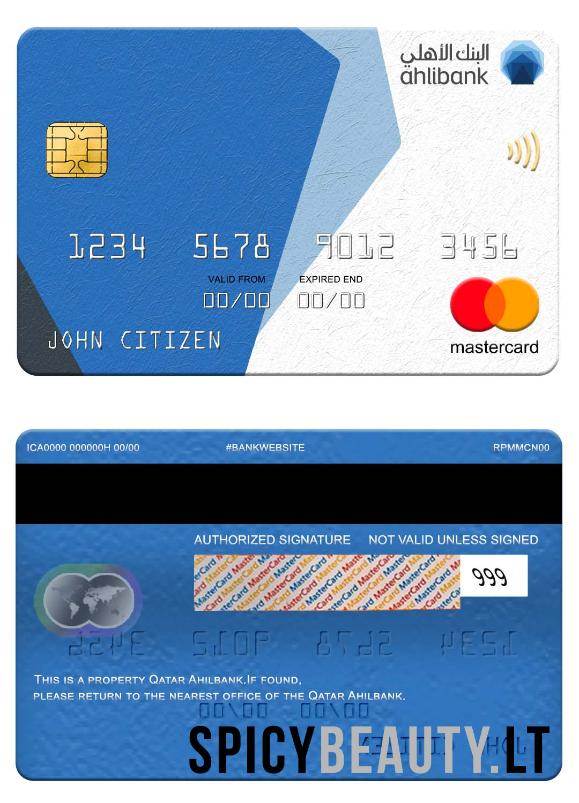 البنك الأهلي
ahlibank
1234 5678 9012 3456
VALID FROM EXPIRED END
00/00 00/00
JOHN CITIZEN
mastercard
ICA0000 000000H 00/00 #BANKWEBSITE RPMMCN00
AUTHORIZED SIGNATURE NOT VALID UNLESS SIGNED
MasterCard MasterCard MasterCard
999
THIS IS A PROPERTY QATAR AHILBANK.IF FOUND,
PLEASE RETURN TO THE NEAREST OFFICE OF THE QATAR AHILBANK.
SPICYBEAUTY.LT